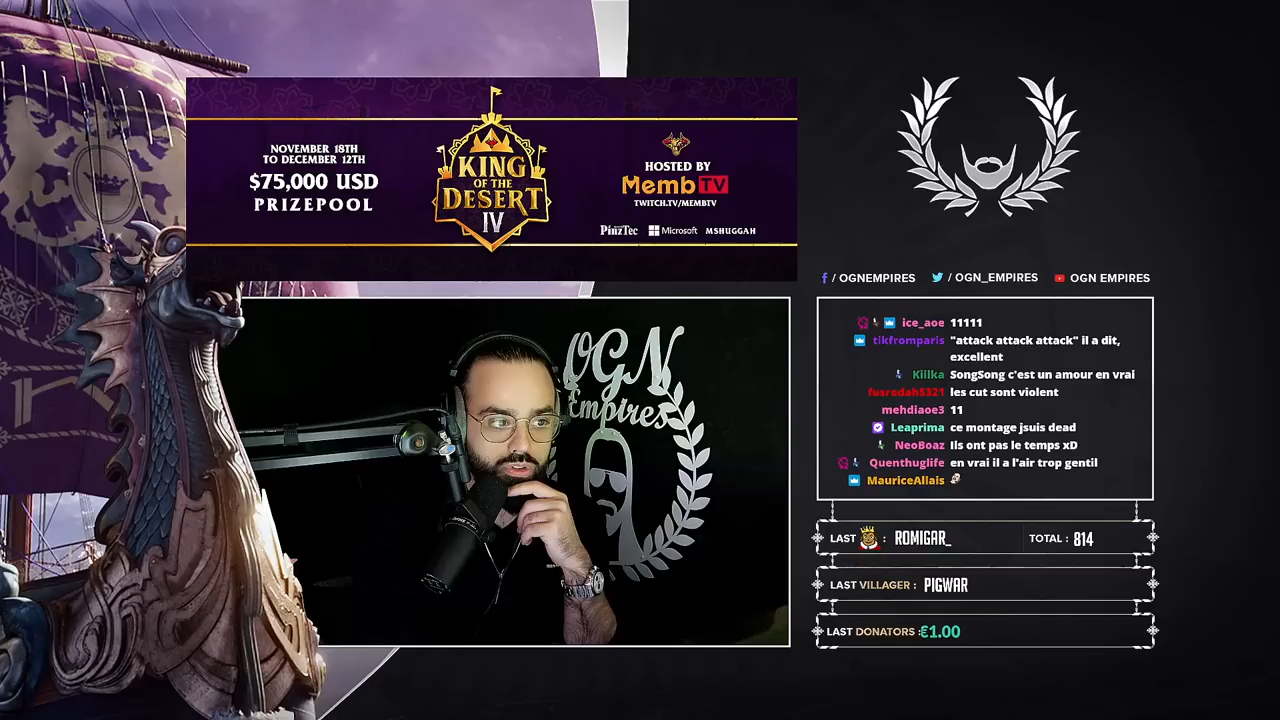 NOVEMBER 18TH
TO DECEMBER 12TH
$75,000 USD
PRIZEPOOL
KING
OF THE
DESERT
IV
HOSTED BY
MembTV
TWITCH.TV/MEMBTV
PinzTec Microsoft MSHUGGAH
/ OGNEMPIRES / OGN_EMPIRES OGN EMPIRES
OGN
Empires
ice_aoe 11111
tikfromparis "attack attack attack" il a dit,
excellent
Kiilka SongSong c'est un amour en vrai
fusredah5321 les cut sont violent
mehdiaoe3 11
Leaprima ce montage jsuis dead
NeoBoaz Ils ont pas le temps xD
Quenthuglife en vrai il a l'air trop gentil
MauriceAllais
LAST : ROMIGAR_ TOTAL : 814
LAST VILLAGER : PIGWAR
LAST DONATORS :€1.00